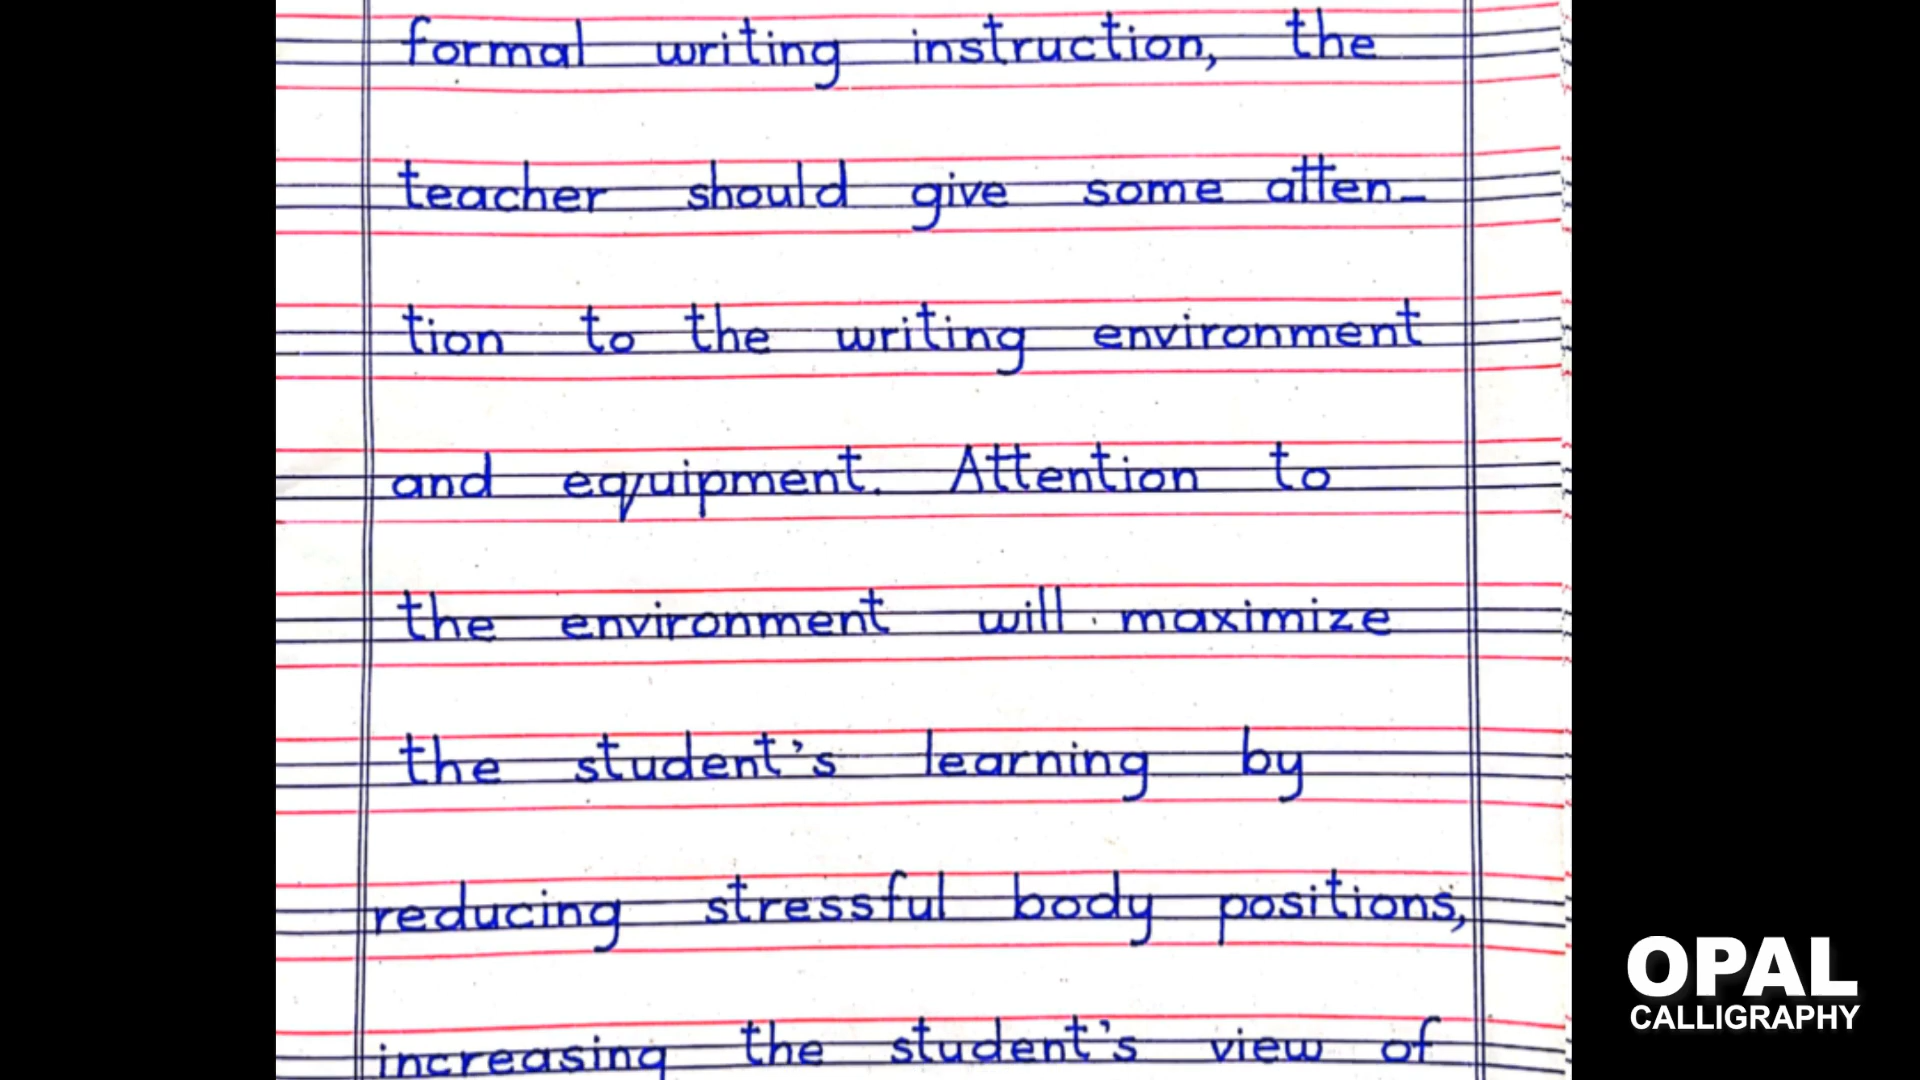 formal writing instruction, the
teacher should give some atten-
tion to the writing environment
and equipment. Attention to
the environment will maximize
the student's learning by
reducing stressful body positions,
increasing the student's view of
OPAL
CALLIGRAPHY